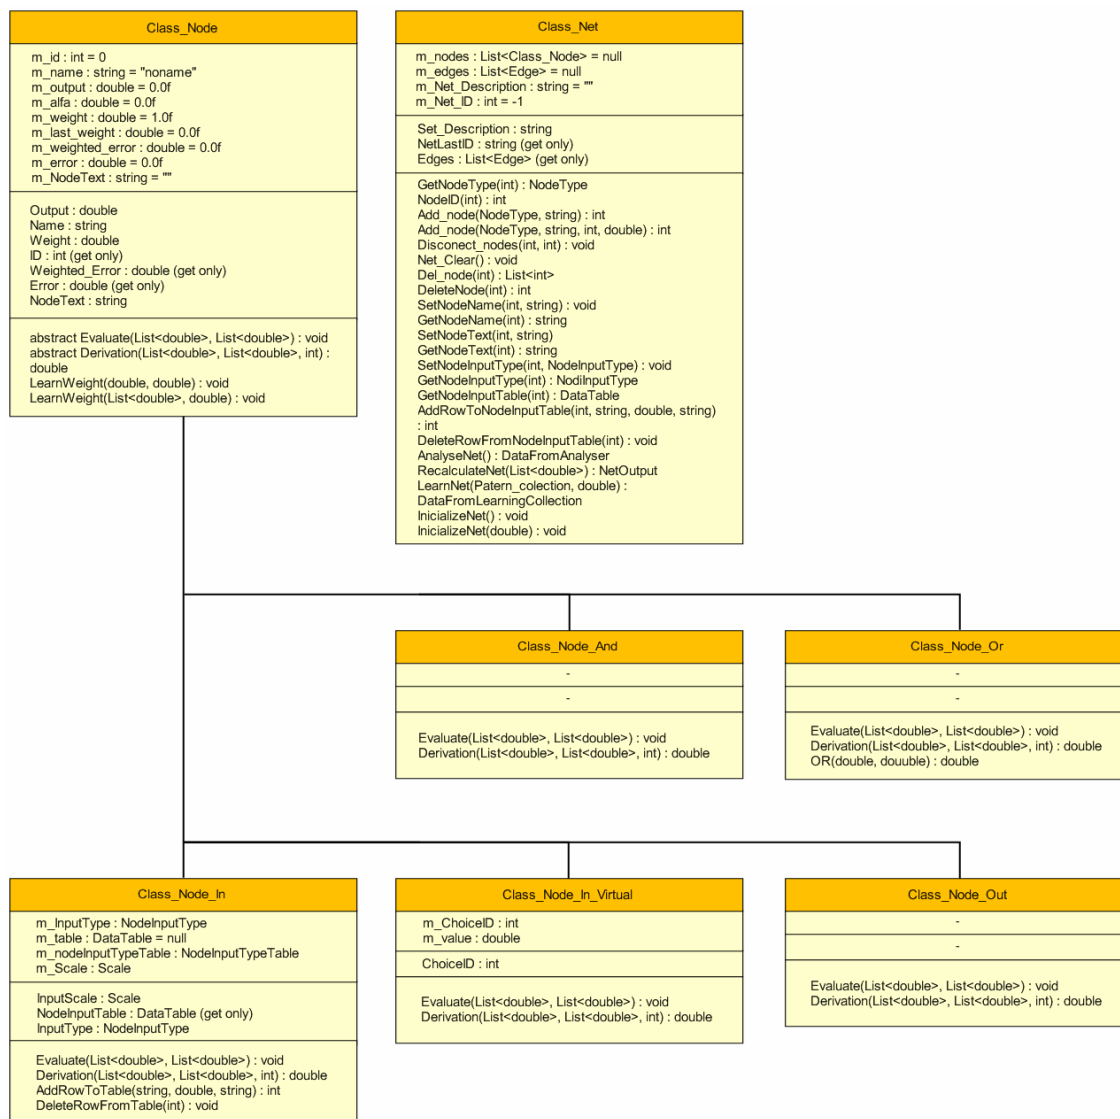 Class_Node
m_id : int = 0
m_name : string = "noname"
m_output : double = 0.0f
m_alfa : double = 0.0f
m_weight : double = 1.0f
m_last_weight : double = 0.0f
m_weighted_error : double = 0.0f
m_error : double = 0.0f
m_NodeText : string = ""
Output : double
Name : string
Weight : double
ID : int (get only)
Weighted_Error : double (get only)
Error : double (get only)
NodeText : string
abstract Evaluate(List<double>, List<double>) : void
abstract Derivation(List<double>, List<double>, int) :
double
LearnWeight(double, double) : void
LearnWeight(List<double>, double) : void
Class_Net
m_nodes : List<Class_Node> = null
m_edges : List<Edge> = null
m_Net_Description : string = ""
m_Net_ID : int = -1
Set_Description : string
NetLastID : string (get only)
Edges : List<Edge> (get only)
GetNodeType(int) : NodeType
NodeID(int) : int
Add_node(NodeType, string) : int
Add_node(NodeType, string, int, double) : int
Disconect_nodes(int, int) : void
Net_Clear() : void
Del_node(int) : List<int>
DeleteNode(int) : int
SetNodeName(int, string) : void
GetNodeName(int) : string
SetNodeText(int, string)
GetNodeText(int) : string
SetNodeInputType(int, NodeInputType) : void
GetNodeInputType(int) : NodiInputType
GetNodeInputTable(int) : DataTable
AddRowToNodeInputTable(int, string, double, string)
: int
DeleteRowFromNodeInputTable(int) : void
AnalyseNet() : DataFromAnalyser
RecalculateNet(List<double>) : NetOutput
LearnNet(Patern_colection, double) :
DataFromLearningCollection
InicializeNet() : void
InicializeNet(double) : void
Class_Node_And
-
-
Evaluate(List<double>, List<double>) : void
Derivation(List<double>, List<double>, int) : double
Class_Node_Or
-
-
Evaluate(List<double>, List<double>) : void
Derivation(List<double>, List<double>, int) : double
OR(double, douuble) : double
Class_Node_In
m_InputType : NodeInputType
m_table : DataTable = null
m_nodeInputTypeTable : NodeInputTypeTable
m_Scale : Scale
InputScale : Scale
NodeInputTable : DataTable (get only)
InputType : NodeInputType
Evaluate(List<double>, List<double>) : void
Derivation(List<double>, List<double>, int) : double
AddRowToTable(string, double, string) : int
DeleteRowFromTable(int) : void
Class_Node_In_Virtual
m_ChoiceID : int
m_value : double
ChoiceID : int
Evaluate(List<double>, List<double>) : void
Derivation(List<double>, List<double>, int) : double
Class_Node_Out
-
-
Evaluate(List<double>, List<double>) : void
Derivation(List<double>, List<double>, int) : double